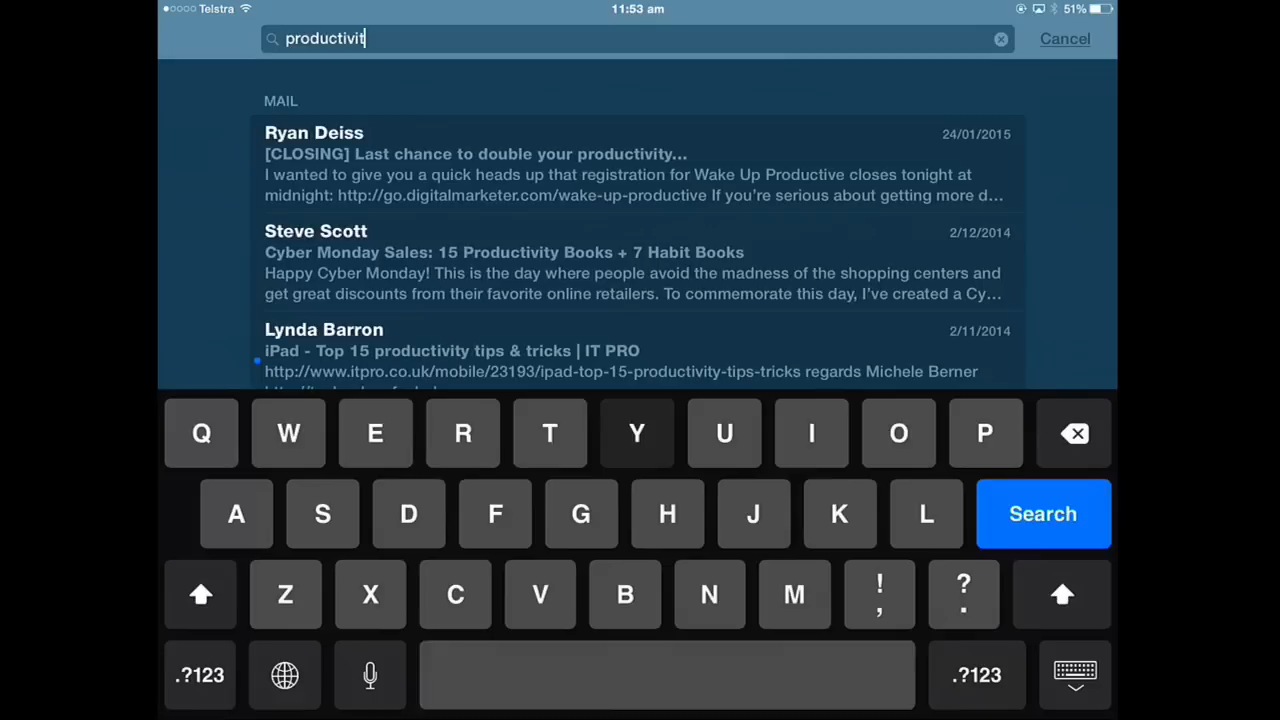 Telstra 11:53 am 51%
productivit Cancel
MAIL
Ryan Deiss 24/01/2015
[CLOSING] Last chance to double your productivity...
I wanted to give you a quick heads up that registration for Wake Up Productive closes tonight at
midnight: http://go.digitalmarketer.com/wake-up-productive If you're serious about getting more d...
Steve Scott 2/12/2014
Cyber Monday Sales: 15 Productivity Books + 7 Habit Books
Happy Cyber Monday! This is the day where people avoid the madness of the shopping centers and
get great discounts from their favorite online retailers. To commemorate this day, I've created a Cy...
Lynda Barron 2/11/2014
iPad - Top 15 productivity tips & tricks | IT PRO
http://www.itpro.co.uk/mobile/23193/ipad-top-15-productivity-tips-tricks regards Michele Berner
Q W E R T Y U I O P
A S D F G H J K L Search
Z X C V B N M ! , ? .
.?123 .?123